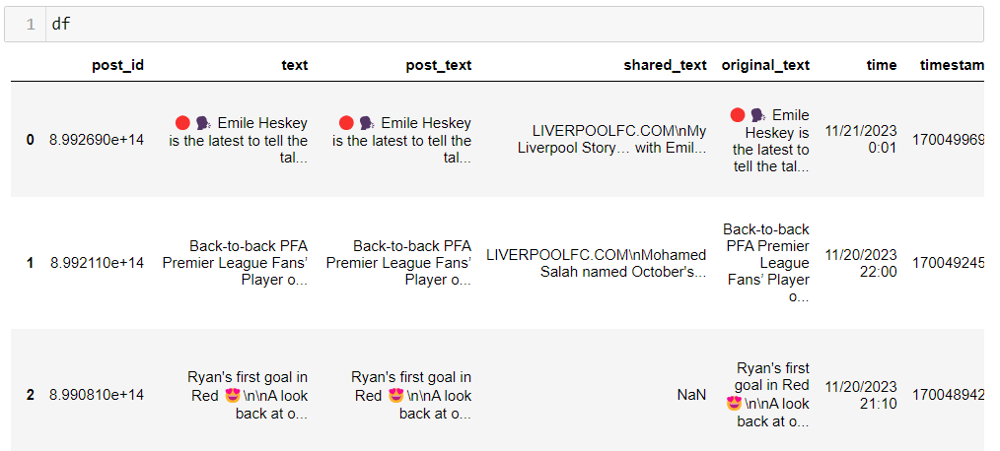 1 df
post_id text post_text shared_text original_text time timestam
🔴 🗣️ Emile Heskey
is the latest to tell the
tal...
🔴 🗣️ Emile Heskey
is the latest to tell the
tal...
LIVERPOOLFC.COM\nMy
Liverpool Story… with Emil...
🔴 🗣️ Emile
Heskey is
the latest to
tell the tal...
11/21/2023
0:01
0 8.992690e+14
170049969
Back-to-back PFA
Premier League Fans’
Player o...
Back-to-back PFA
Premier League Fans’
Player o...
LIVERPOOLFC.COM\nMohamed
Salah named October's...
Back-to-back
PFA Premier
League
Fans’ Player
o...
11/20/2023
22:00
1 8.992110e+14
170049245
Ryan's first goal in
Red 😍\n\nA look
back at o...
Ryan's first goal in
Red 😍\n\nA look
back at o...
NaN
Ryan's first
goal in Red
😍\n\nA look
back at o...
11/20/2023
21:10
2 8.990810e+14
170048942